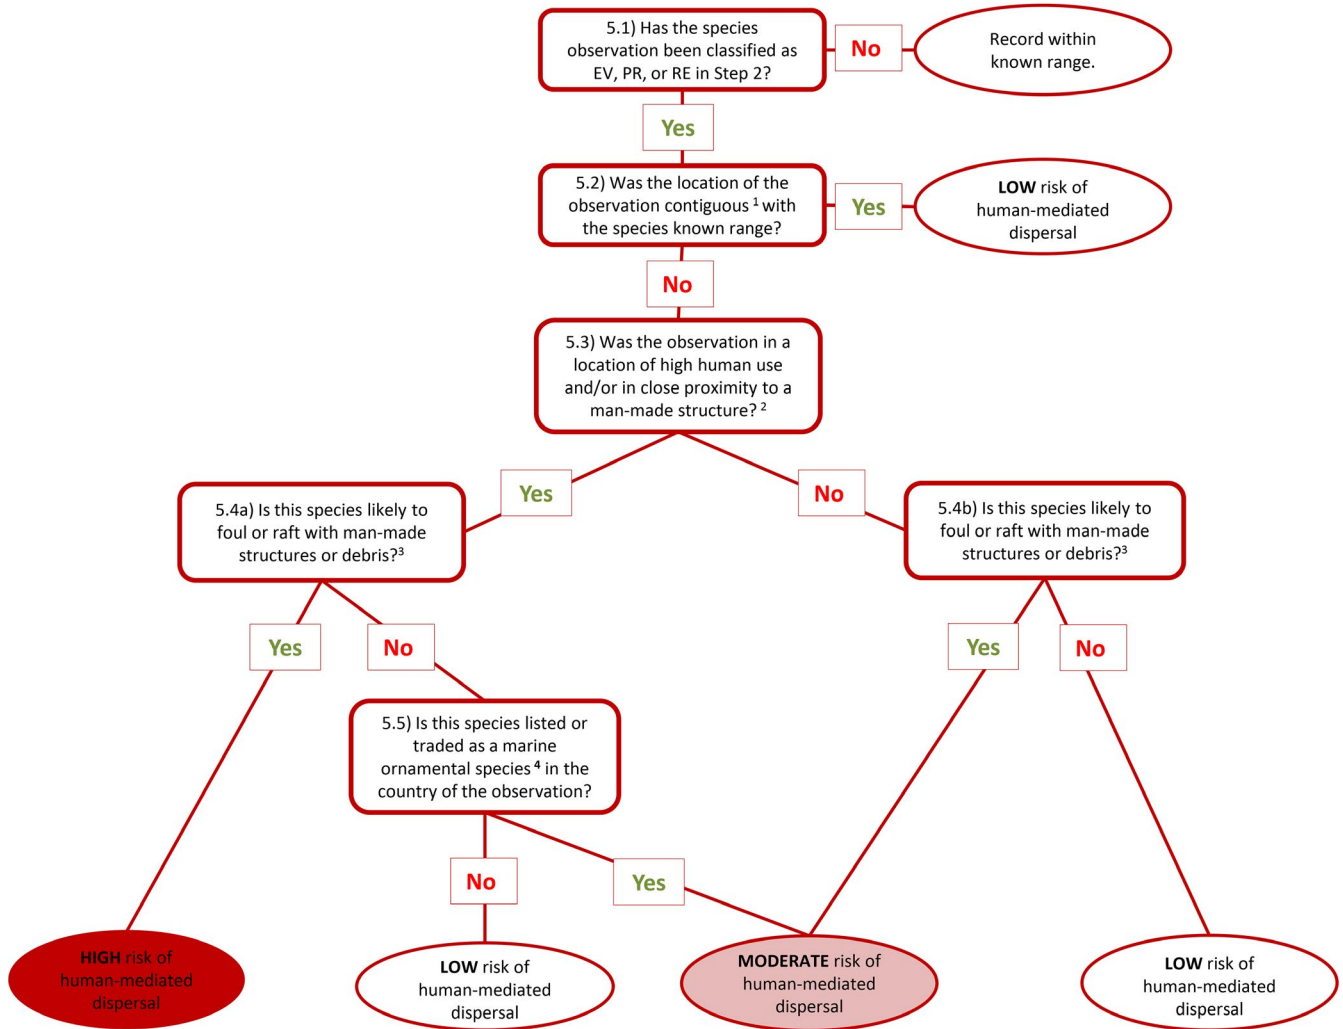 5.1) Has the species
observation been classified as
EV, PR, or RE in Step 2?
No
Record within
known range.
Yes
5.2) Was the location of the
observation contiguous ¹ with
the species known range?
Yes
LOW risk of
human-mediated
dispersal
No
5.3) Was the observation in a
location of high human use
and/or in close proximity to a
man-made structure? ²
Yes
No
5.4a) Is this species likely to
foul or raft with man-made
structures or debris?³
5.4b) Is this species likely to
foul or raft with man-made
structures or debris?³
Yes
No
Yes
No
5.5) Is this species listed or
traded as a marine
ornamental species ⁴ in the
country of the observation?
No
Yes
HIGH risk of
human-mediated
dispersal
LOW risk of
human-mediated
dispersal
MODERATE risk of
human-mediated
dispersal
LOW risk of
human-mediated
dispersal